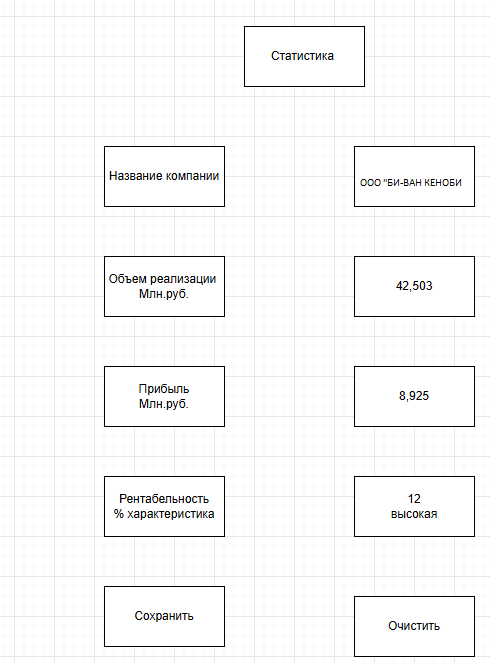 Статистика
Название компании
ООО "БИ-ВАН КЕНОБИ
Объем реализации
Млн.руб.
42,503
Прибыль
Млн.руб.
8,925
Рентабельность
% характеристика
12
высокая
Сохранить
Очистить